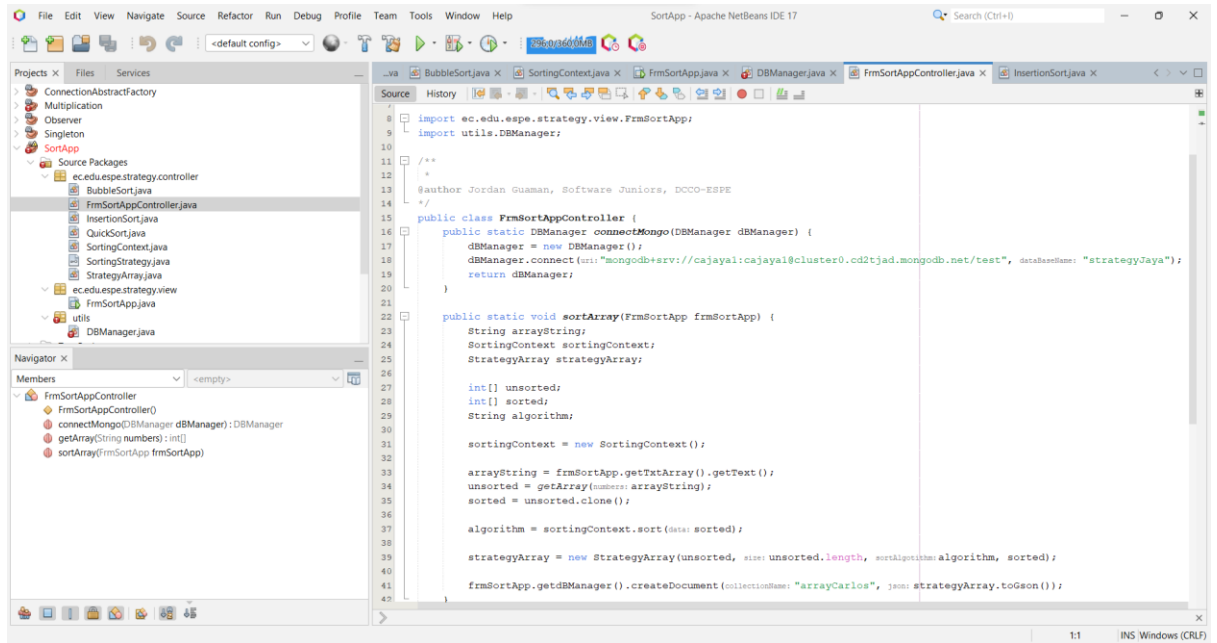 File Edit View Navigate Source Refactor Run Debug Profile Team Tools Window Help SortApp - Apache NetBeans IDE 17 Search (Ctrl+I)
<default config> 296.0/360.0MB
Projects Files Services
...va BubbleSort.java SortingContext.java FrmSortApp.java DBManager.java FrmSortAppController.java InsertionSort.java
Source History
ConnectionAbstractFactory
Multiplication
Observer
Singleton
SortApp
Source Packages
ec.edu.espe.strategy.controller
BubbleSort.java
FrmSortAppController.java
InsertionSort.java
QuickSort.java
SortingContext.java
SortingStrategy.java
StrategyArray.java
ec.edu.espe.strategy.view
FrmSortApp.java
utils
DBManager.java
Navigator
Members <empty>
FrmSortAppController
FrmSortAppController()
connectMongo(DBManager dBManager) : DBManager
getArray(String numbers) : int[]
sortArray(FrmSortApp frmSortApp)
7
8 import ec.edu.espe.strategy.view.FrmSortApp;
9 import utils.DBManager;
10
11 /**
12 *
13 @author Jordan Guaman, Software Juniors, DCCO-ESPE
14 */
15 public class FrmSortAppController {
16 public static DBManager connectMongo(DBManager dBManager) {
17 dBManager = new DBManager();
18 dBManager.connect(uri: "mongodb+srv://cajaya1:cajaya1@cluster0.cd2tjad.mongodb.net/test", dataBaseName: "strategyJaya");
19 return dBManager;
20 }
21
22 public static void sortArray(FrmSortApp frmSortApp) {
23 String arrayString;
24 SortingContext sortingContext;
25 StrategyArray strategyArray;
26
27 int[] unsorted;
28 int[] sorted;
29 String algorithm;
30
31 sortingContext = new SortingContext();
32
33 arrayString = frmSortApp.getTxtArray().getText();
34 unsorted = getArray(numbers: arrayString);
35 sorted = unsorted.clone();
36
37 algorithm = sortingContext.sort(data: sorted);
38
39 strategyArray = new StrategyArray(unsorted, size: unsorted.length, sortAlgotithm: algorithm, sorted);
40
41 frmSortApp.getdBManager().createDocument(collectionName: "arrayCarlos", json: strategyArray.toGson());
42 }
1:1 INS Windows (CRLF)